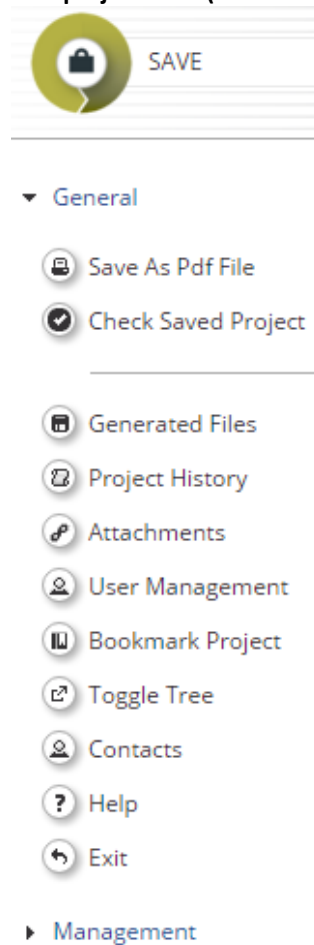 SAVE
General
Save As Pdf File
Check Saved Project
Generated Files
Project History
Attachments
User Management
Bookmark Project
Toggle Tree
Contacts
? Help
Exit
Management